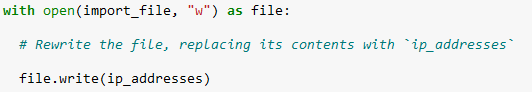 with open(import_file, "w") as file:
# Rewrite the file, replacing its contents with `ip_addresses`
file.write(ip_addresses)